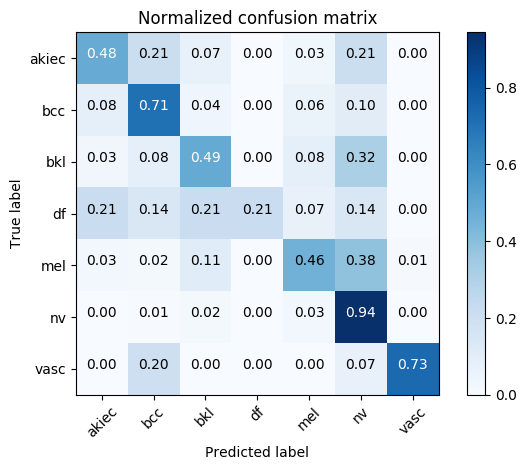 Normalized confusion matrix
akiec 0.48 0.21 0.07 0.00 0.03 0.21 0.00
bcc 0.08 0.71 0.04 0.00 0.06 0.10 0.00
bkl 0.03 0.08 0.49 0.00 0.08 0.32 0.00
df 0.21 0.14 0.21 0.21 0.07 0.14 0.00
mel 0.03 0.02 0.11 0.00 0.46 0.38 0.01
nv 0.00 0.01 0.02 0.00 0.03 0.94 0.00
vasc 0.00 0.20 0.00 0.00 0.00 0.07 0.73
akiec bcc bkl df mel nv vasc
True label
Predicted label
0.8
0.6
0.4
0.2
0.0